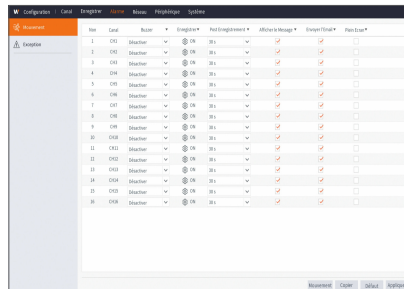 Configuration | Canal Enregistrer Alarme Réseau Périphérique Système
Mouvement
Exception
Non Canal Buzzer Enregistrer Post Enregistrement Afficher le Message Envoyer l'Email Plein Écran
1 CH1 Désactiver ON 30 s
2 CH2 Désactiver ON 30 s
3 CH3 Désactiver ON 30 s
4 CH4 Désactiver ON 30 s
5 CH5 Désactiver ON 30 s
6 CH6 Désactiver ON 30 s
7 CH7 Désactiver ON 30 s
8 CH8 Désactiver ON 30 s
9 CH9 Désactiver ON 30 s
10 CH10 Désactiver ON 30 s
11 CH11 Désactiver ON 30 s
12 CH12 Désactiver ON 30 s
13 CH13 Désactiver ON 30 s
14 CH14 Désactiver ON 30 s
15 CH15 Désactiver ON 30 s
16 CH16 Désactiver ON 30 s
Mouvement Copier Défaut Appliquer